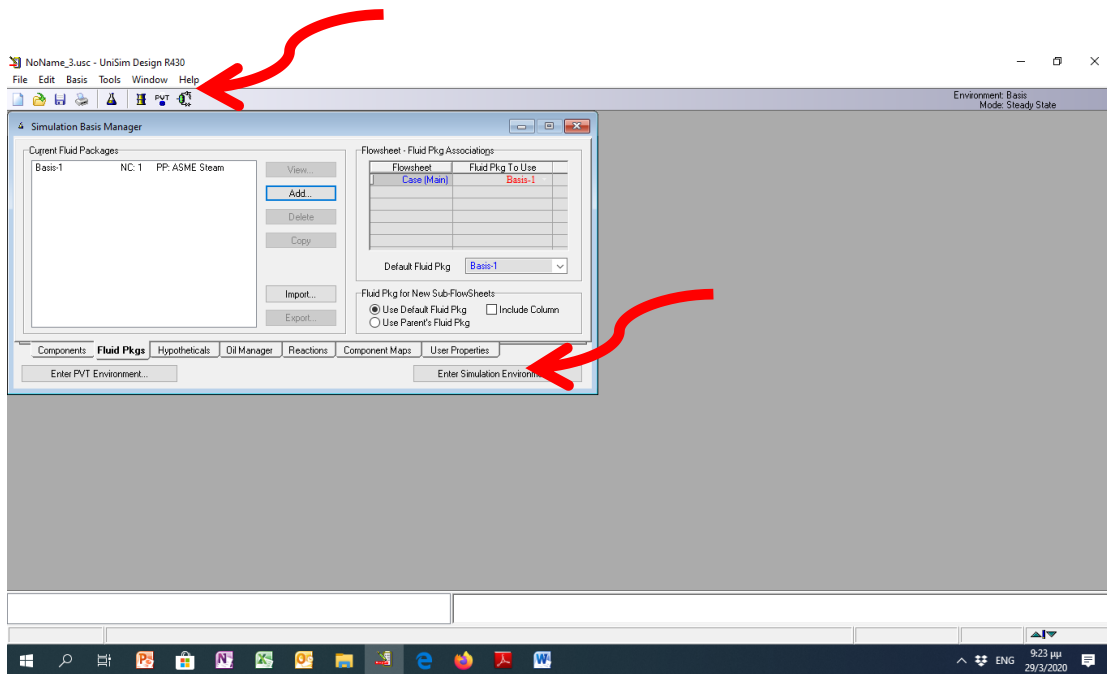 NoName_3.usc - UniSim Design R430
File Edit Basis Tools Window Help
PVT
Environment: Basis
Mode: Steady State
Simulation Basis Manager
Current Fluid Packages
Basis-1 NC: 1 PP: ASME Steam
View...
Add...
Delete
Copy
Import...
Export...
Flowsheet - Fluid Pkg Associations
Flowsheet Fluid Pkg To Use
Case (Main) Basis-1
Default Fluid Pkg Basis-1
Fluid Pkg for New Sub-FlowSheets
Use Default Fluid Pkg Include Column
Use Parent's Fluid Pkg
Components Fluid Pkgs Hypotheticals Oil Manager Reactions Component Maps User Properties
Enter PVT Environment... Enter Simulation
ENG
9:23 μμ
29/3/2020